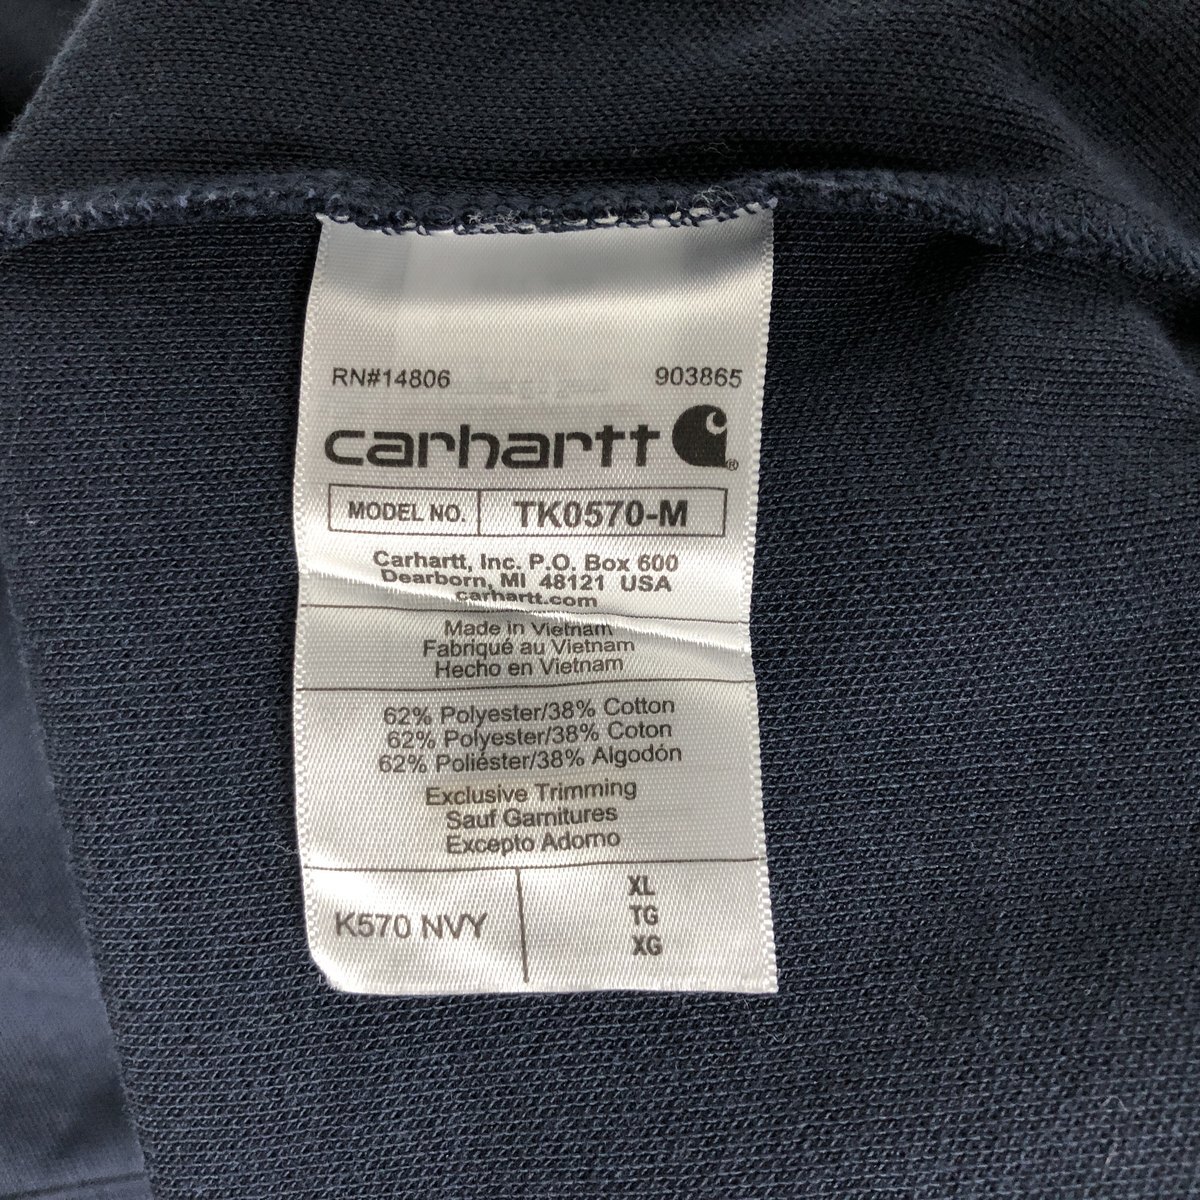 RN#14806 903865
carhartt ®
MODEL NO. TK0570-M
Carhartt, Inc. P.O. Box 600
Dearborn, MI 48121 USA
carhartt.com
Made in Vietnam
Fabriqué au Vietnam
Hecho en Vietnam
62% Polyester/38% Cotton
62% Polyester/38% Coton
62% Poliéster/38% Algodón
Exclusive Trimming
Sauf Garnitures
Excepto Adorno
K570 NVY
XL
TG
XG